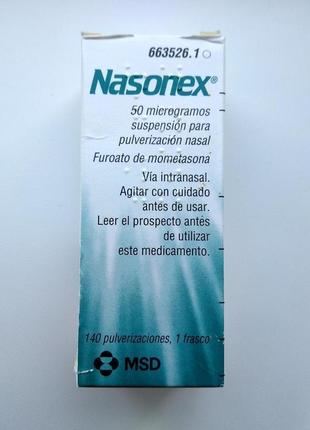 663526.1
Nasonex®
50 microgramos
suspensión para
pulverización nasal
Furoato de mometasona
Vía intranasal.
Agitar con cuidado
antes de usar.
Leer el prospecto antes
de utilizar
este medicamento.
140 pulverizaciones, 1 frasco
MSD